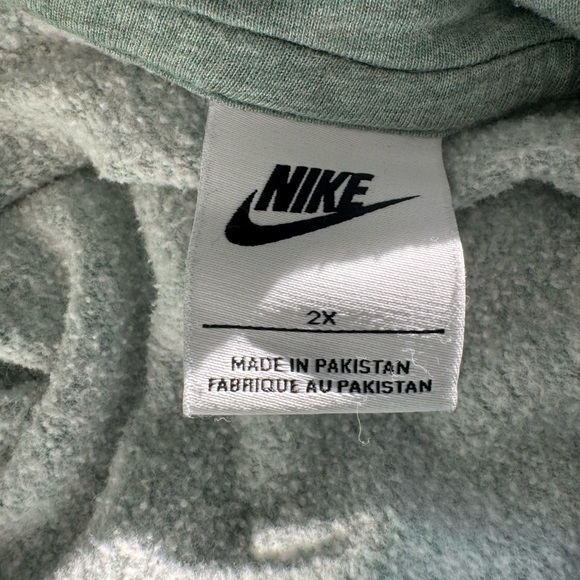 NIKE
2X
MADE IN PAKISTAN
FABRIQUE AU PAKISTAN